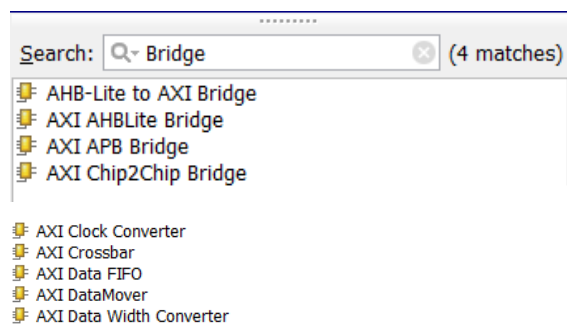 Search: Bridge (4 matches)
AHB-Lite to AXI Bridge
AXI AHBLite Bridge
AXI APB Bridge
AXI Chip2Chip Bridge
AXI Clock Converter
AXI Crossbar
AXI Data FIFO
AXI DataMover
AXI Data Width Converter